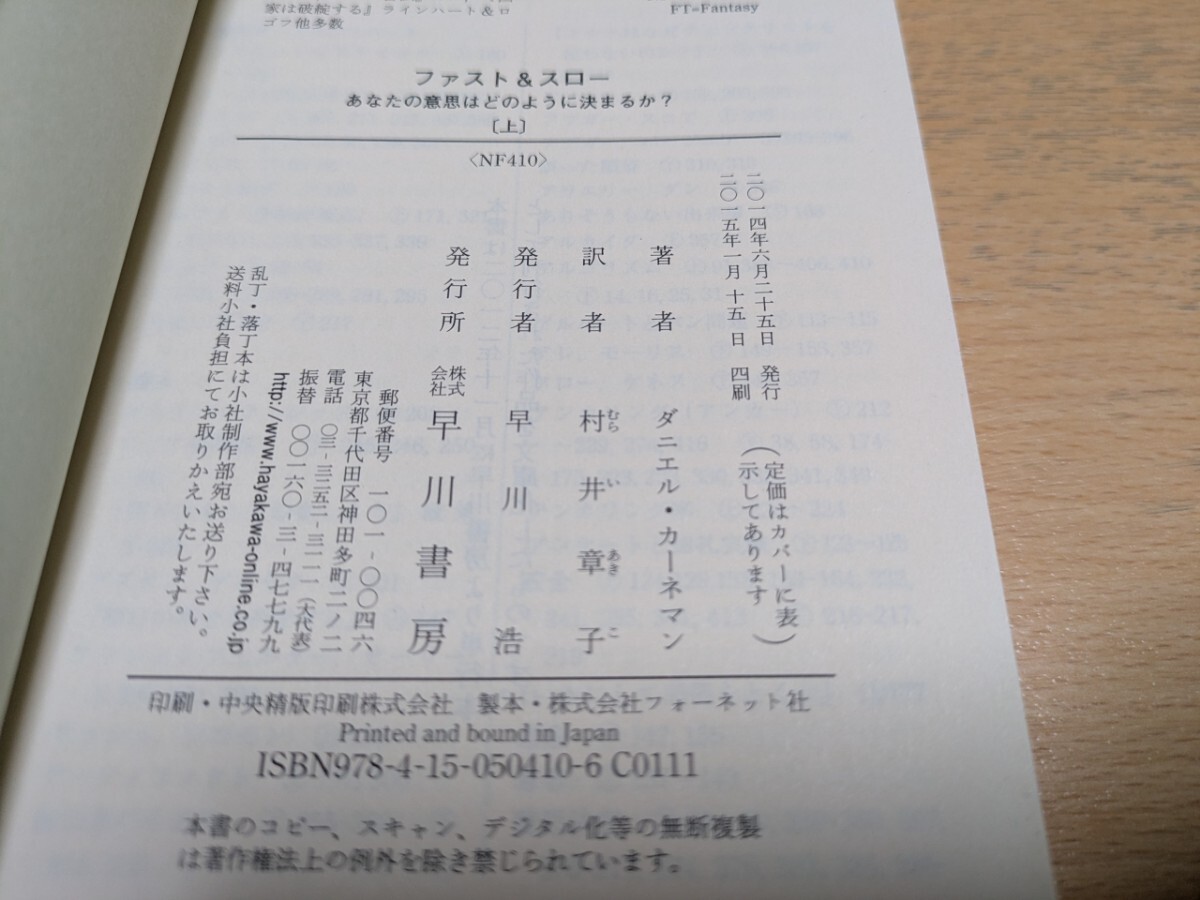 家は破綻する』ラインハート＆ロ
ゴフ他多数
FT=Fantasy
ファスト＆スロー
あなたの意思はどのように決まるか？
〔上〕
〈NF410〉
二〇一四年六月二十五日 発行
二〇一五年一月十五日 四刷
（定価はカバーに表
示してあります）
著者 ダニエル・カーネマン
訳者 村井章子
むらいあきこ
発行者 早川浩
発行所 株式会社早川書房
郵便番号 一〇一-〇〇四六
東京都千代田区神田多町二ノ二
電話 〇三-三二五二-三一一一（大代表）
振替 〇〇一六〇-三-四七七九九
http://www.hayakawa-online.co.jp
乱丁・落丁本は小社制作部宛お送り下さい。
送料小社負担にてお取りかえいたします。
印刷・中央精版印刷株式会社 製本・株式会社フォーネット社
Printed and bound in Japan
ISBN978-4-15-050410-6 C0111
本書のコピー、スキャン、デジタル化等の無断複製
は著作権法上の例外を除き禁じられています。